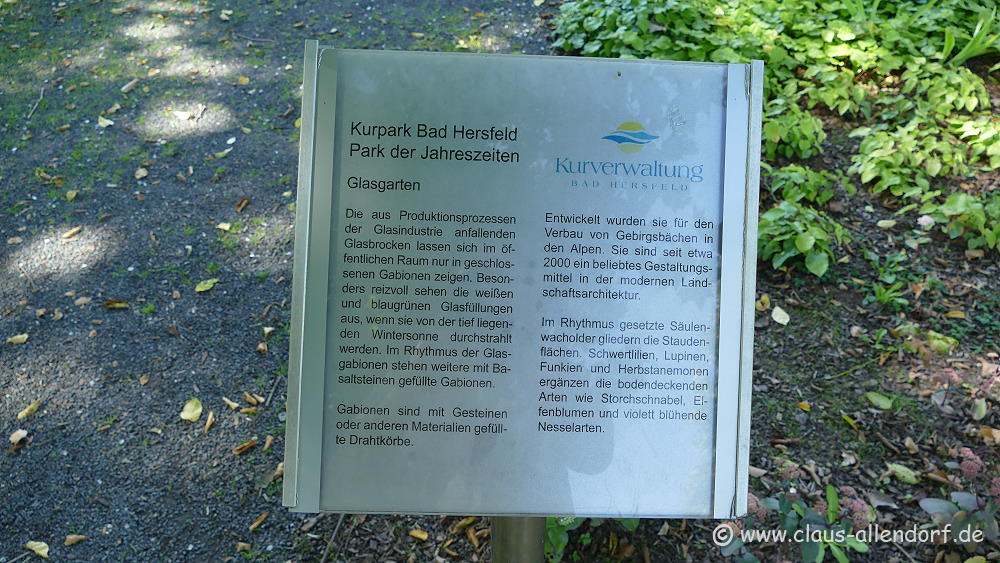 Kurpark Bad Hersfeld
Park der Jahreszeiten
Glasgarten
Die aus Produktionsprozessen
der Glasindustrie anfallenden
Glasbrocken lassen sich im öf-
fentlichen Raum nur in geschlos-
senen Gabionen zeigen. Beson-
ders reizvoll sehen die weißen
und blaugrünen Glasfüllungen
aus, wenn sie von der tief liegen-
den Wintersonne durchstrahlt
werden. Im Rhythmus der Glas-
gabionen stehen weitere mit Ba-
saltsteinen gefüllte Gabionen.
Gabionen sind mit Gesteinen
oder anderen Materialien gefüll-
te Drahtkörbe.
Kurverwaltung
BAD HERSFELD
Entwickelt wurden sie für den
Verbau von Gebirgsbächen in
den Alpen. Sie sind seit etwa
2000 ein beliebtes Gestaltungs-
mittel in der modernen Land-
schaftsarchitektur.
Im Rhythmus gesetzte Säulen-
wacholder gliedern die Stauden-
flächen. Schwertlilien, Lupinen,
Funkien und Herbstanemonen
ergänzen die bodendeckenden
Arten wie Storchschnabel, El-
fenblumen und violett blühende
Nesselarten.
© www.claus-allendorf.de